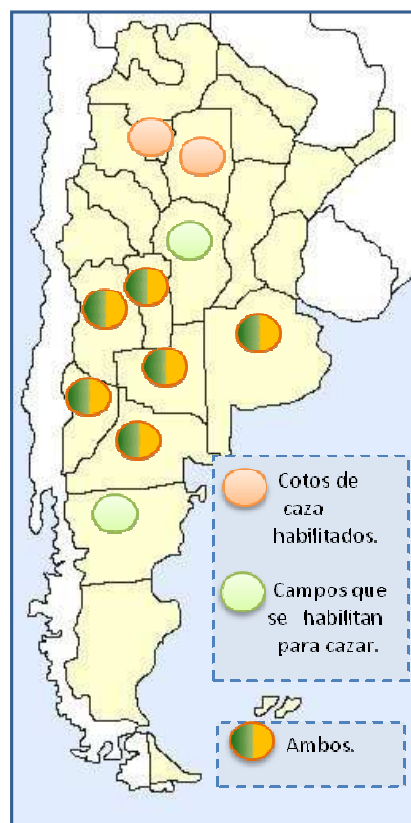 Cotos de
caza
habilitados.
Campos que
se habilitan
para cazar.
Ambos.